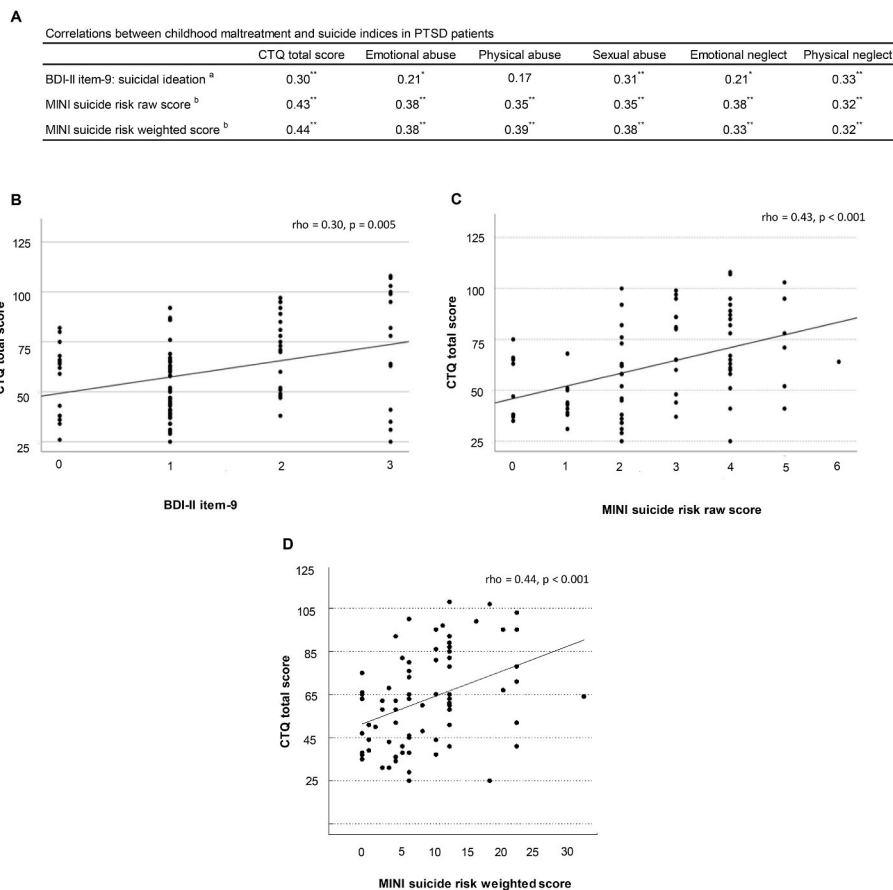 A
Correlations between childhood maltreatment and suicide indices in PTSD patients
CTQ total score Emotional abuse Physical abuse Sexual abuse Emotional neglect Physical neglect
BDI-II item-9: suicidal ideation a 0.30** 0.21* 0.17 0.31** 0.21* 0.33**
MINI suicide risk raw score b 0.43** 0.38** 0.35** 0.35** 0.38** 0.32**
MINI suicide risk weighted score b 0.44** 0.38** 0.39** 0.38** 0.33** 0.32**
B
rho = 0.30, p = 0.005
125
100
75
50
25
CTQ total score
0 1 2 3
BDI-II item-9
C
rho = 0.43, p < 0.001
125
100
75
50
25
CTQ total score
0 1 2 3 4 5 6
MINI suicide risk raw score
D
rho = 0.44, p < 0.001
125
105
85
65
45
25
CTQ total score
0 5 10 15 20 25 30
MINI suicide risk weighted score